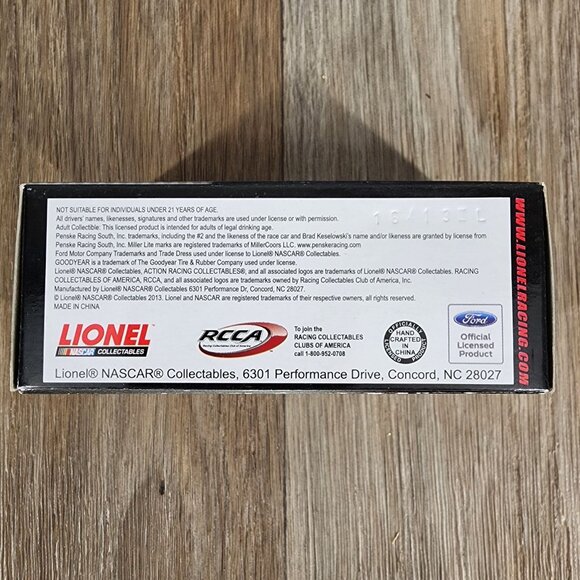 NOT SUITABLE FOR INDIVIDUALS UNDER 21 YEARS OF AGE.
All drivers' names, likenesses, signatures and other trademarks are used under license or with permission.
Adult Collectible: This licensed product is intended for adults of legal drinking age.
Penske Racing South, Inc. trademarks, including the #2 and the likeness of the race car and Brad Keselowski's name and/or likeness are granted by license from
Penske Racing South, Inc. Miller Lite marks are registered trademarks of MillerCoors LLC. www.penskeracing.com
Ford Motor Company Trademarks and Trade Dress used under license to Lionel® NASCAR® Collectables.
GOODYEAR is a trademark of The Goodyear Tire & Rubber Company used under license.
Lionel® NASCAR® Collectables, ACTION RACING COLLECTABLES®, and all associated logos are trademarks of Lionel® NASCAR® Collectables. RACING
COLLECTABLES OF AMERICA, RCCA, and all associated logos are trademarks owned by Racing Collectables Club of America, Inc.
Manufactured by Lionel® NASCAR® Collectables 6301 Performance Dr, Concord, NC 28027.
© Lionel® NASCAR® Collectables 2013. Lionel and NASCAR are registered trademarks of their respective owners, all rights reserved.
MADE IN CHINA
LIONEL
NASCAR COLLECTABLES
RCCA
Racing Collectables Club of America
To join the
RACING COLLECTABLES
CLUBS OF AMERICA
call 1-800-952-0708
OFFICIALLY
HAND
CRAFTED IN
CHINA
LICENSED PRODUCT
Ford
Official
Licensed
Product
Lionel® NASCAR® Collectables, 6301 Performance Drive, Concord, NC 28027
WWW.LIONELRACING.COM